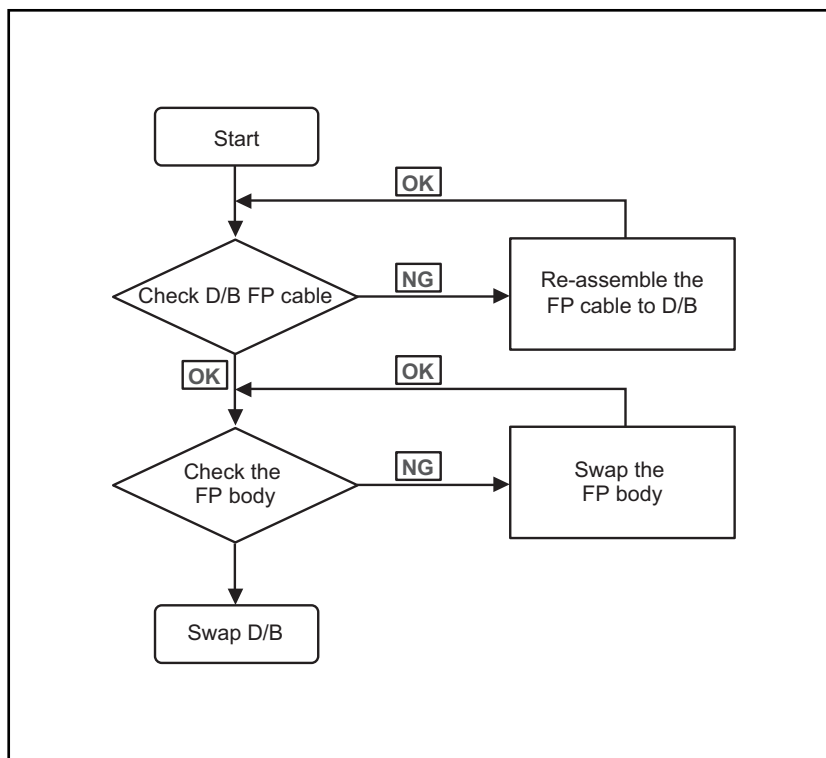 Start
OK
Check D/B FP cable
NG
Re-assemble the
FP cable to D/B
OK
OK
Check the
FP body
NG
Swap the
FP body
Swap D/B